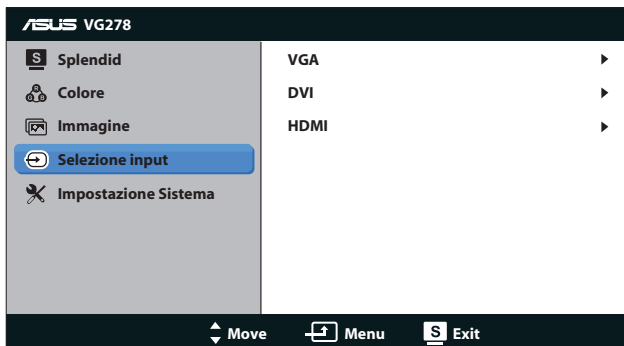 ASUS VG278
S Splendid
Colore
Immagine
Selezione input
Impostazione Sistema
VGA
DVI
HDMI
Move Menu S Exit